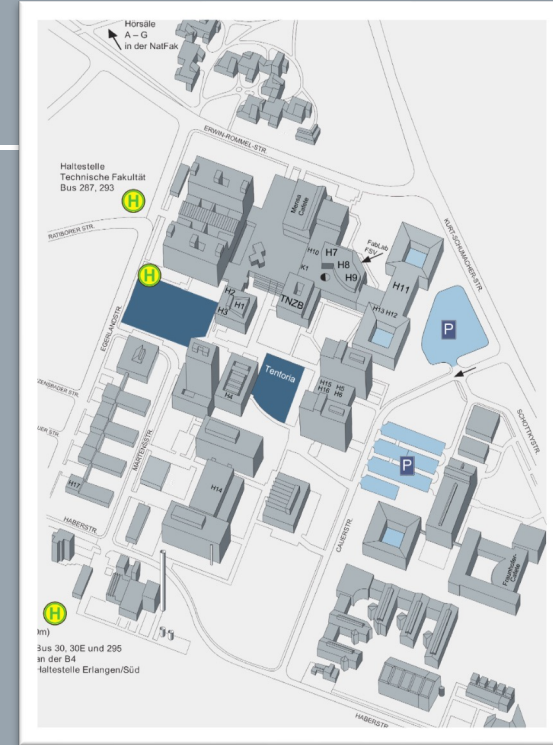 Hörsäle
A – G
in der NatFak
ERWIN-ROMMEL-STR.
Haltestelle
Technische Fakultät
Bus 287, 293
H
RATIBORER STR.
H
EGERLANDSTR.
Mensa
Cafete
KURT-SCHUMACHER-STR.
FabLab
FSV
H10
H7
H8
H9
K1
H11
H13 H12
TNZB
H2
H1
H3
P
Tentoria
H4
H15 H5
H16 H6
SCHOTTKYSTR.
MARTENSSTR.
P
H17
H14
CAUERSTR.
HABERSTR.
Fraunhofer
Cafete
H
0m)
Bus 30, 30E und 295
an der B4
Haltestelle Erlangen/Süd
HABERSTR.